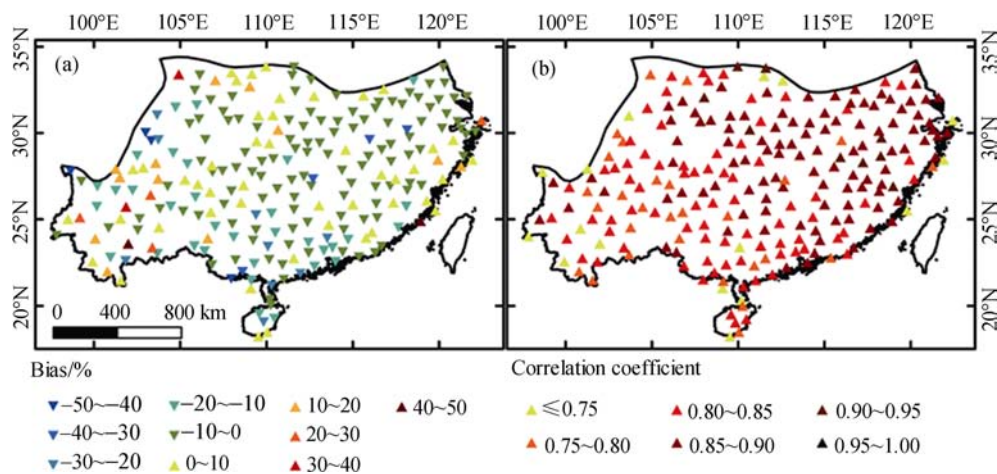 100°E 105°E 110°E 115°E 120°E 100°E 105°E 110°E 115°E 120°E
35°N 35°N
(a) (b)
30°N 30°N
25°N 25°N
20°N 20°N
0 400 800 km
Bias/% Correlation coefficient
−50~−40 −20~−10 10~20 40~50 ≤0.75 0.80~0.85 0.90~0.95
−40~−30 −10~0 20~30 0.75~0.80 0.85~0.90 0.95~1.00
−30~−20 0~10 30~40